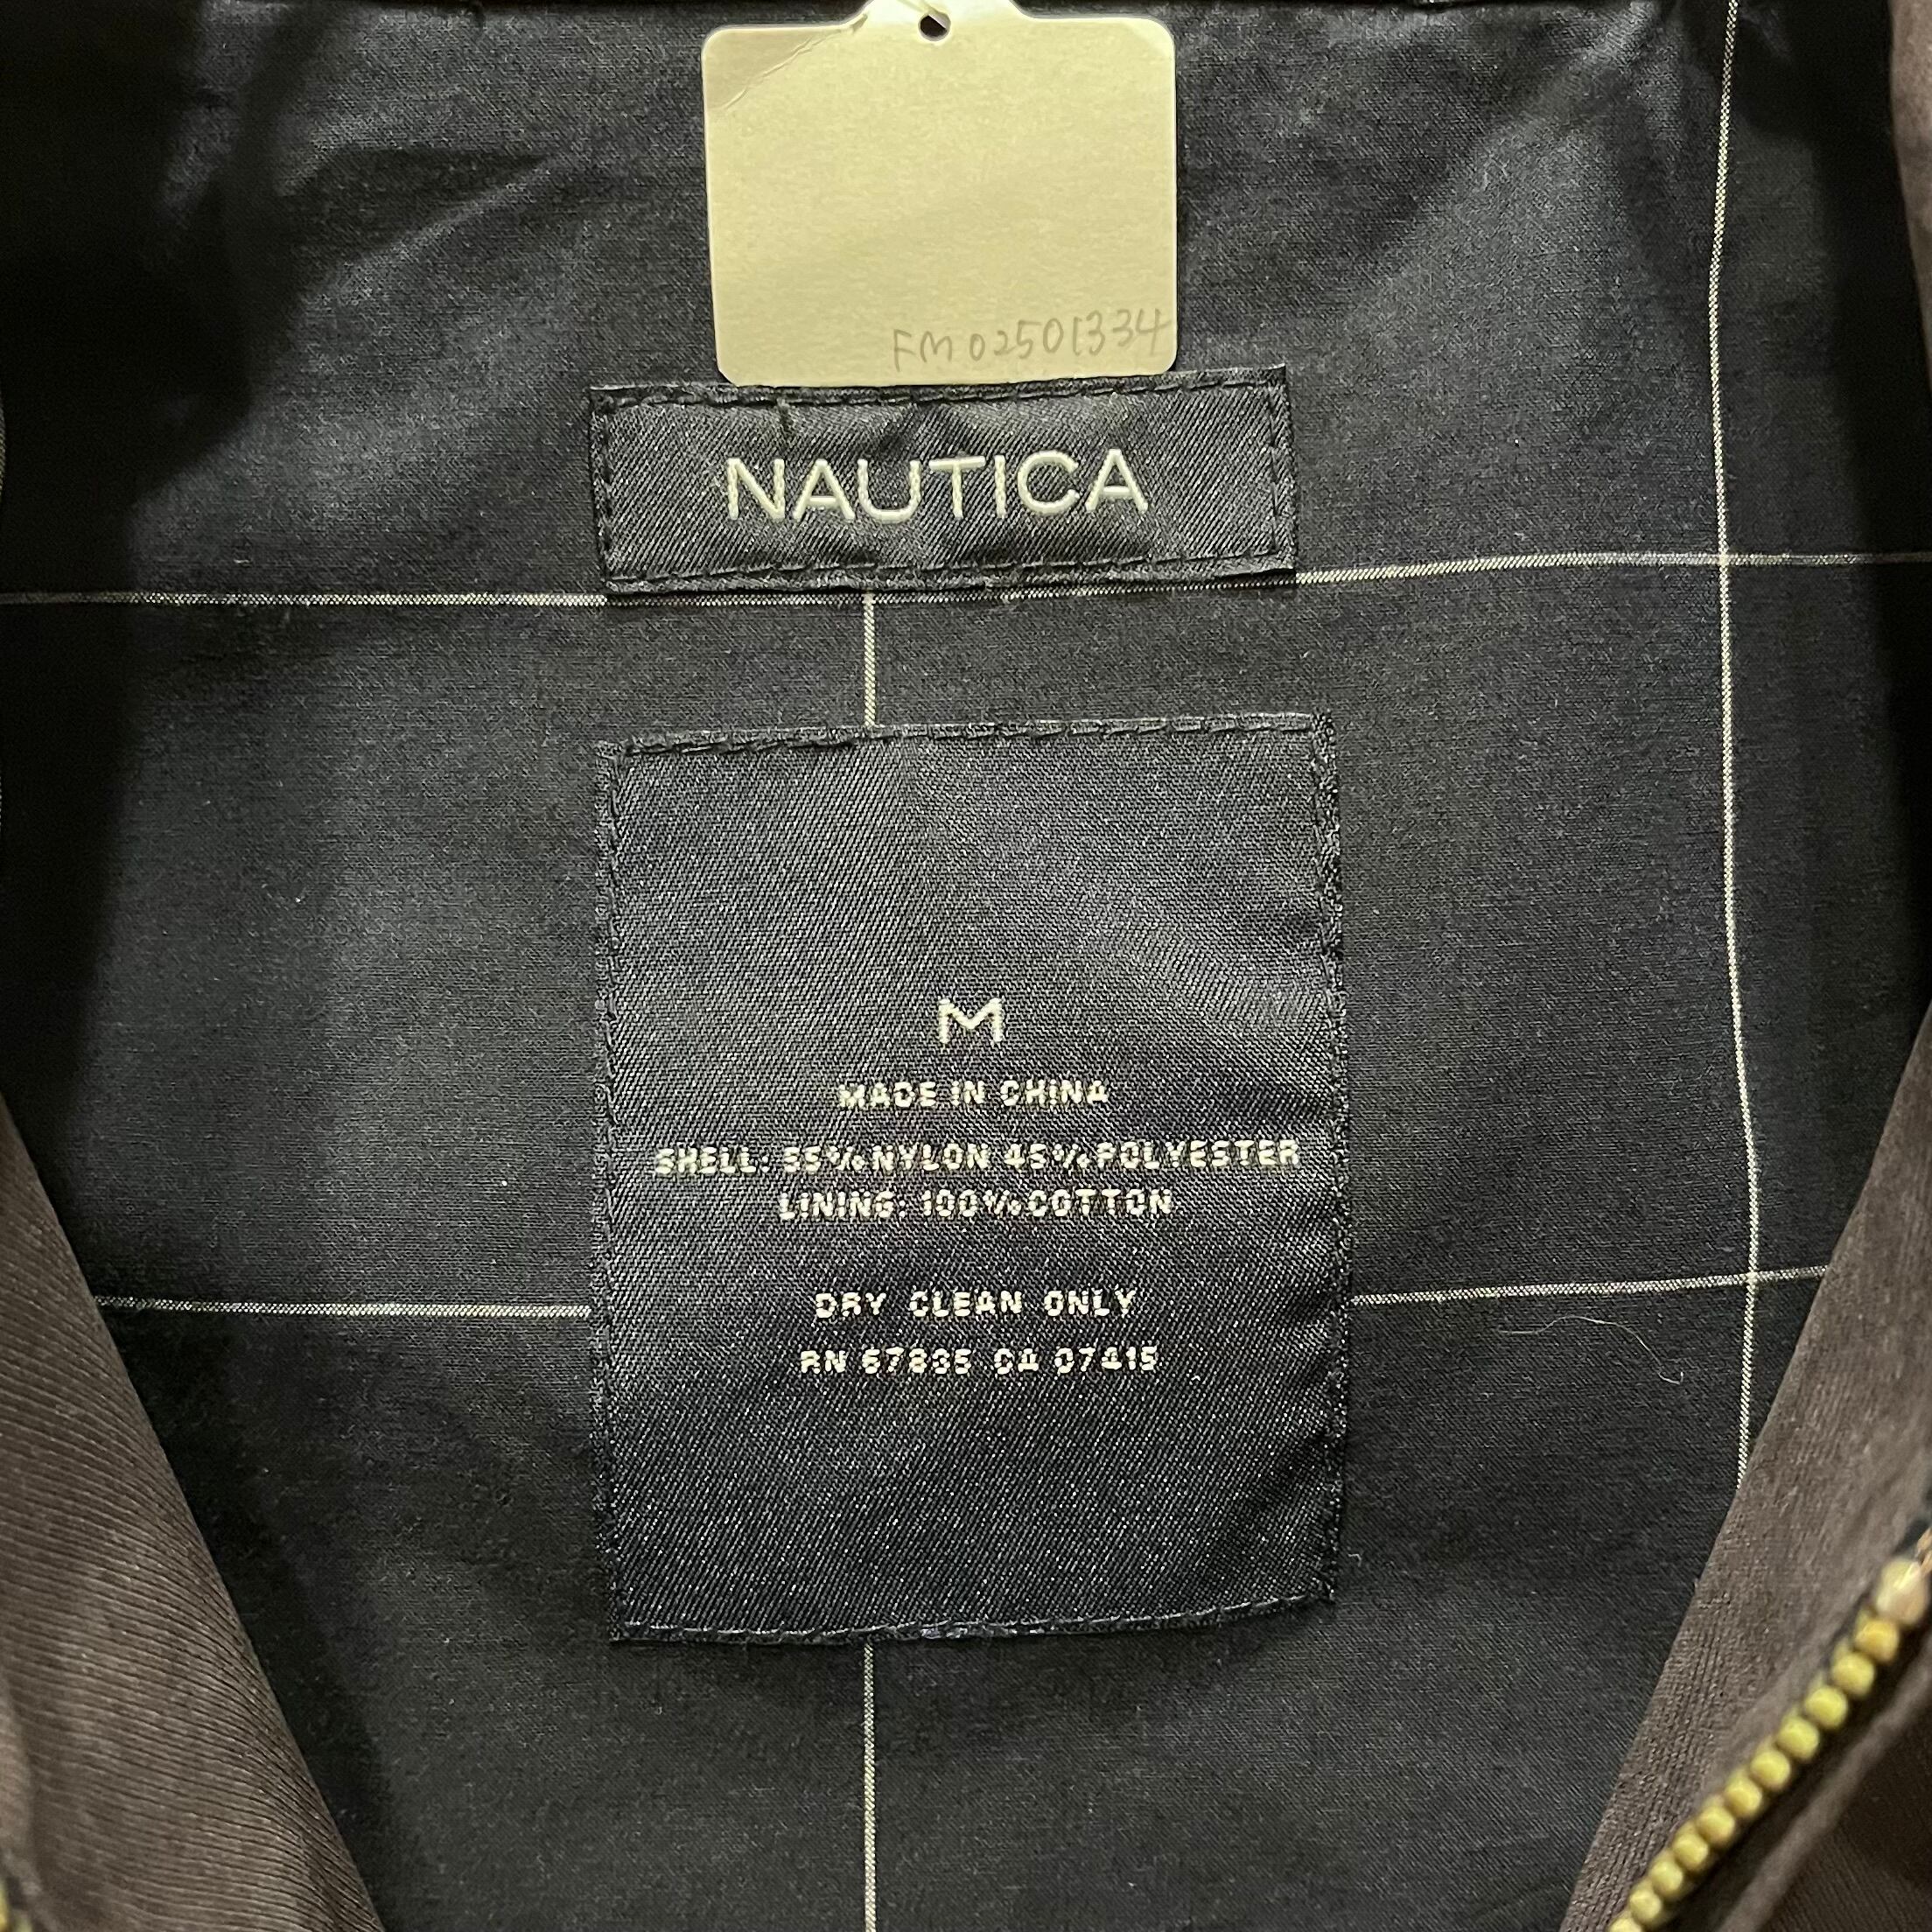 FM02501334
NAUTICA
M
MADE IN CHINA
SHELL: 55% NYLON 45% POLYESTER
LINING: 100% COTTON
DRY CLEAN ONLY
RN 67835 CA 07415